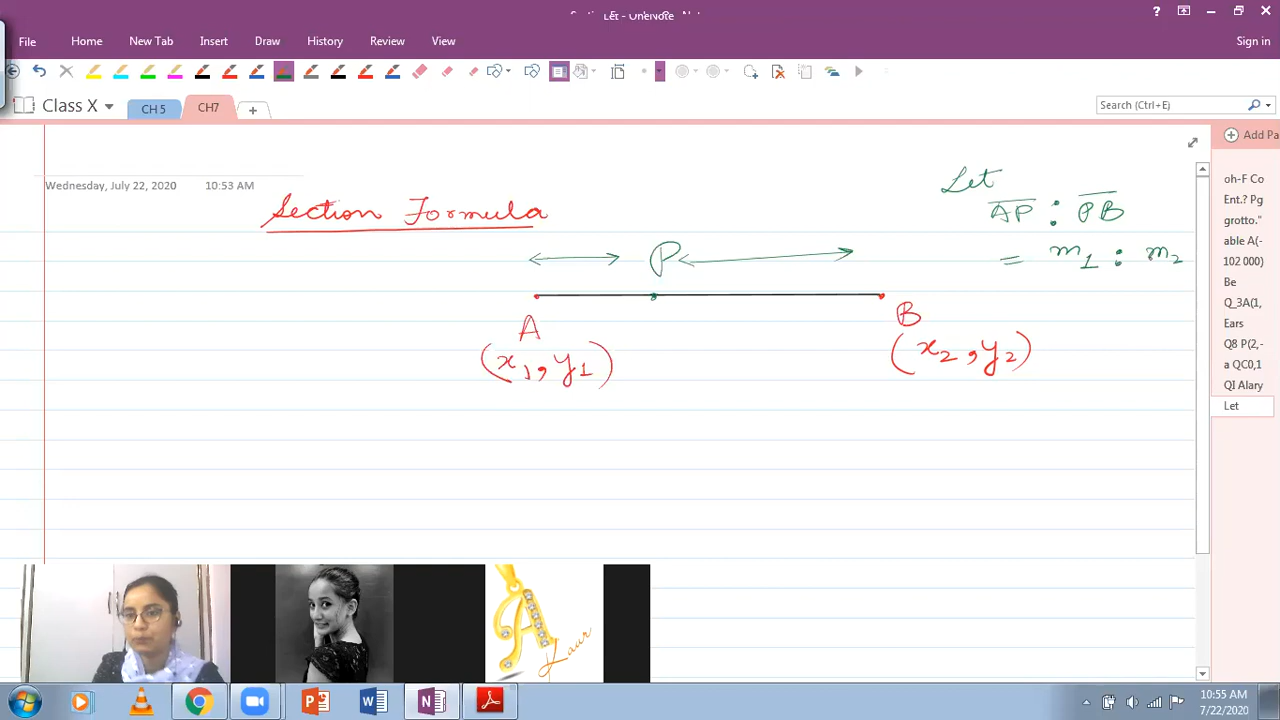 Let - OneNote
File Home New Tab Insert Draw History Review View Sign in
Class X CH 5 CH7 Search (Ctrl+E)
Add Pa
Wednesday, July 22, 2020 10:53 AM
Section Formula
Let
AP : PB
= m1 : m2
P
A B
(x1, y1) (x2, y2)
oh-F Co
Ent.? Pg
grotto."
able A(-
102 000)
Be
Q_3A(1,
Ears
Q8 P(2,-
a QC0,1
QI Alary
Let
A
Kaur
10:55 AM
7/22/2020